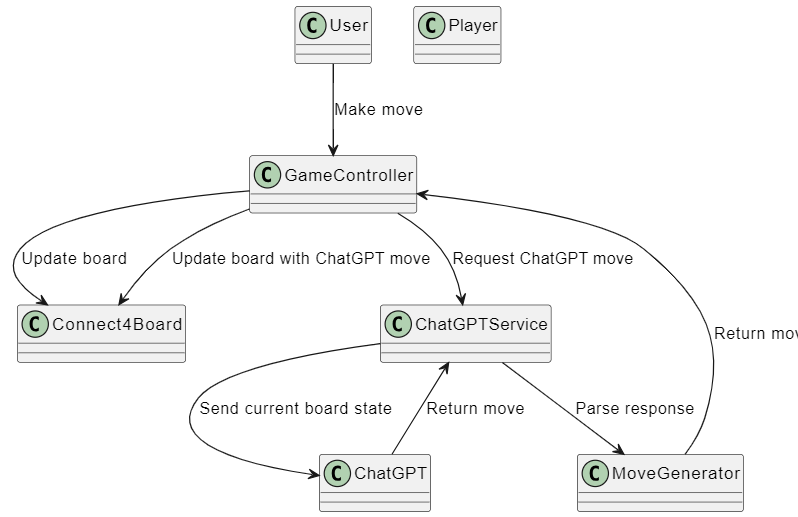 C User
C Player
Make move
C GameController
Update board
Update board with ChatGPT move
Request ChatGPT move
C Connect4Board
C ChatGPTService
Return mov
Send current board state
Return move
Parse response
C ChatGPT
C MoveGenerator